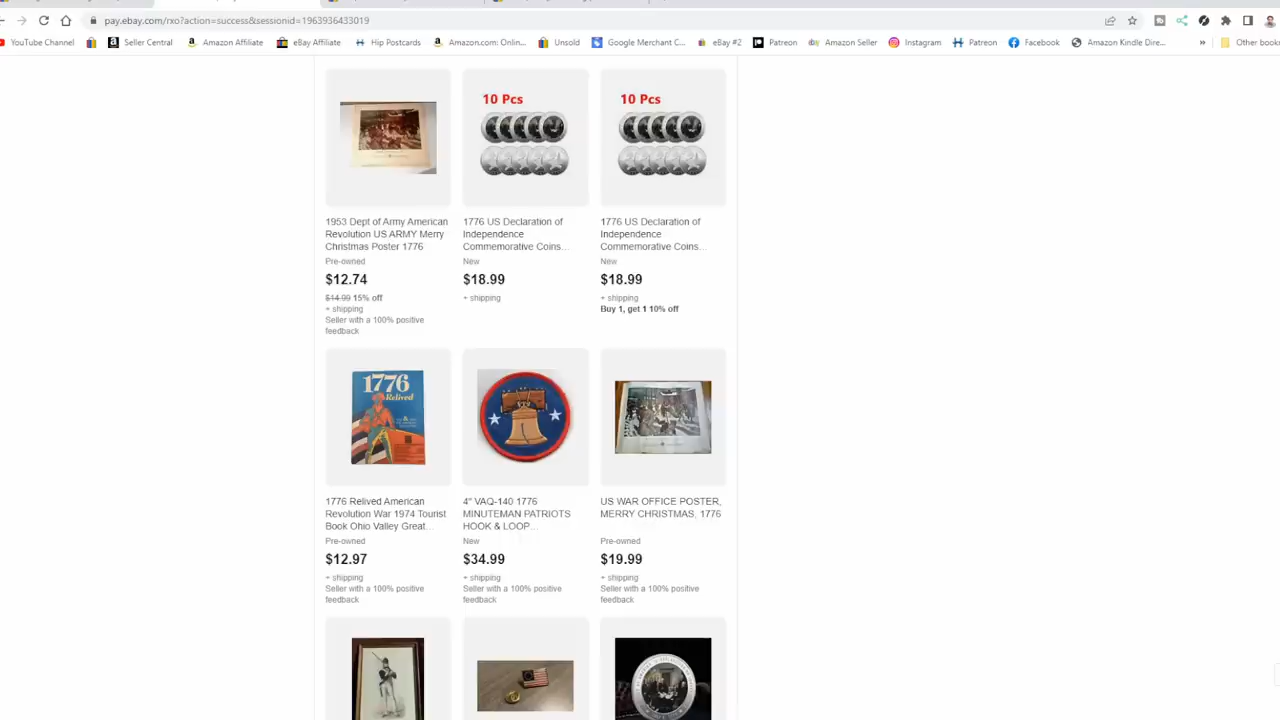 pay.ebay.com/rxo?action=success&sessionid=1963936433019
YouTube Channel
Seller Central
Amazon Affiliate
eBay Affiliate
Hip Postcards
Amazon.com: Onlin...
Unsold
Google Merchant C...
eBay #2
Patreon
Amazon Seller
Instagram
Patreon
Facebook
Amazon Kindle Dire...
»
Other book
10 Pcs
10 Pcs
1953 Dept of Army American
Revolution US ARMY Merry
Christmas Poster 1776
Pre-owned
$12.74
$14.99 15% off
+ shipping
Seller with a 100% positive
feedback
1776 US Declaration of
Independence
Commemorative Coins...
New
$18.99
+ shipping
1776 US Declaration of
Independence
Commemorative Coins...
New
$18.99
+ shipping
Buy 1, get 1 10% off
1776
Relived
1776 Relived American
Revolution War 1974 Tourist
Book Ohio Valley Great...
Pre-owned
$12.97
+ shipping
Seller with a 100% positive
feedback
4" VAQ-140 1776
MINUTEMAN PATRIOTS
HOOK & LOOP...
New
$34.99
+ shipping
Seller with a 100% positive
feedback
US WAR OFFICE POSTER,
MERRY CHRISTMAS, 1776
Pre-owned
$19.99
+ shipping
Seller with a 100% positive
feedback